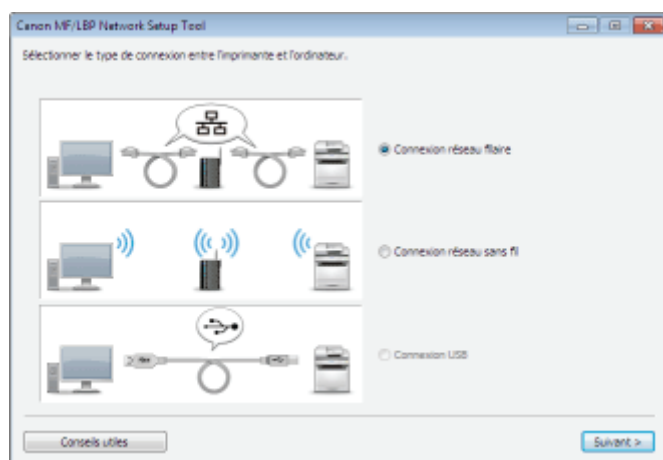 Canon MF/LBP Network Setup Tool
Sélectionner le type de connexion entre l'imprimante et l'ordinateur.
Connexion réseau filaire
Connexion réseau sans fil
Connexion USB
Conseils utiles
Suivant >